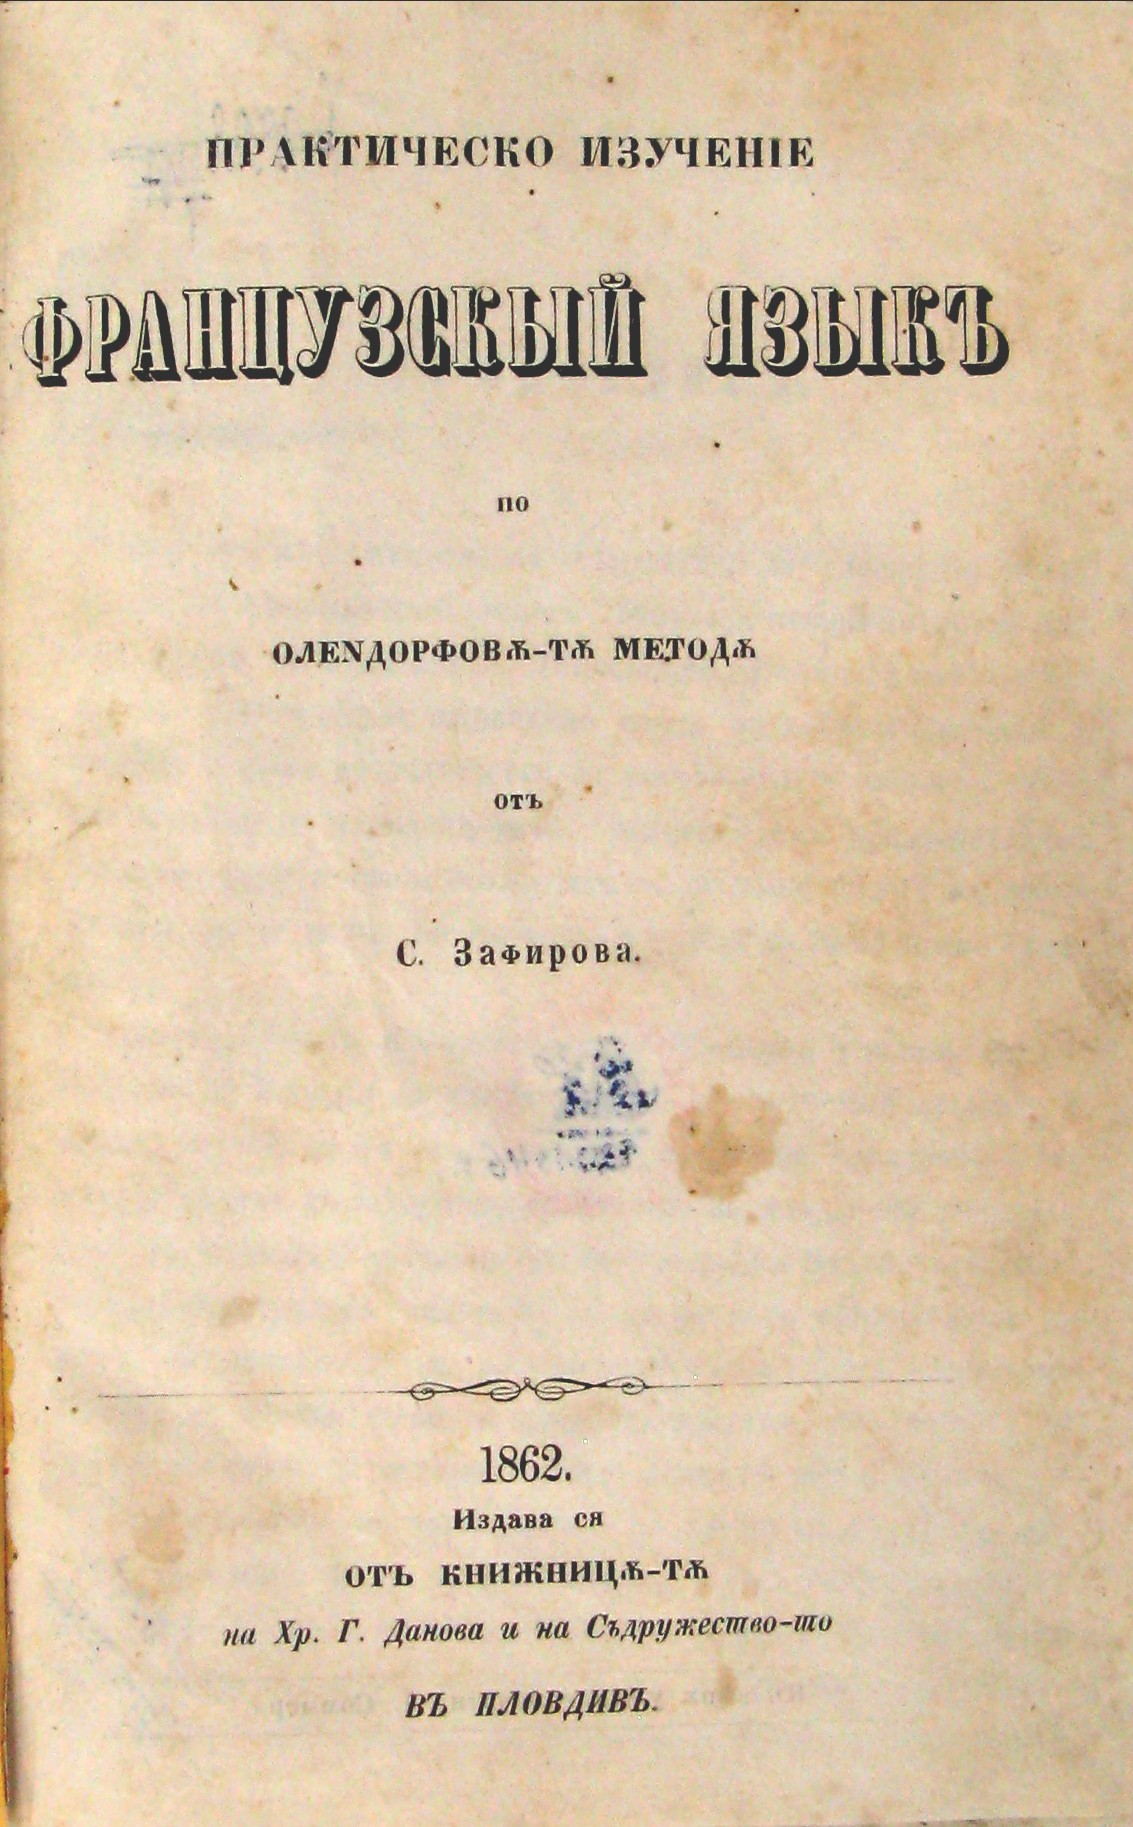 ПРАКТИЧЕСКО ИЗУЧЕНІЕ
ФРАНЦУЗСКЫЙ ЯЗЫКЪ
по
ОЛЕNДОРФОВѪ-ТѪ МЕТОДѪ
отъ
С. Зафирова.
1862.
Издава ся
ОТЪ КНИЖНИЦѪ-ТѪ
на Хр. Г. Данова и на Съдружество-то
ВЪ ПЛОВДИВЪ.